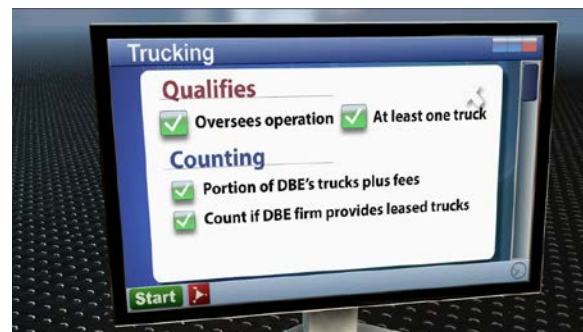 Trucking
Qualifies
Oversees operation At least one truck
Counting
Portion of DBE's trucks plus fees
Count if DBE firm provides leased trucks
Start